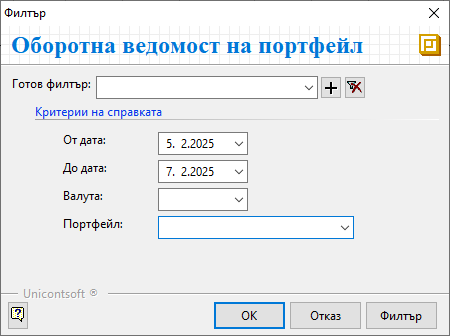 Филтър
Оборотна ведомост на портфейл
Готов филтър:
Критерии на справката
От дата: 5. 2.2025
До дата: 7. 2.2025
Валута:
Портфейл:
Unicontsoft ®
ОК Отказ Филтър